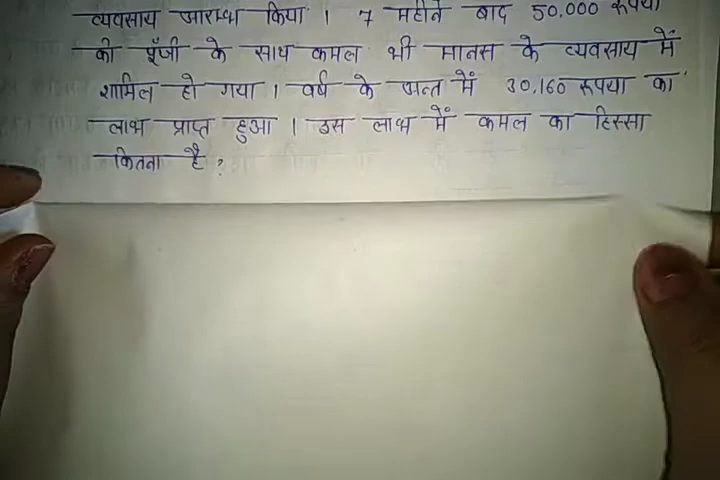 व्यवसाय आरम्भ किया । 7 महीने बाद 50,000 रूपया
की पूँजी के साथ कमल भी मानस के व्यवसाय में
शामिल हो गया । वर्ष के अन्त में 30,160 रूपया का
लाभ प्राप्त हुआ । उस लाभ में कमल का हिस्सा
कितना है ?